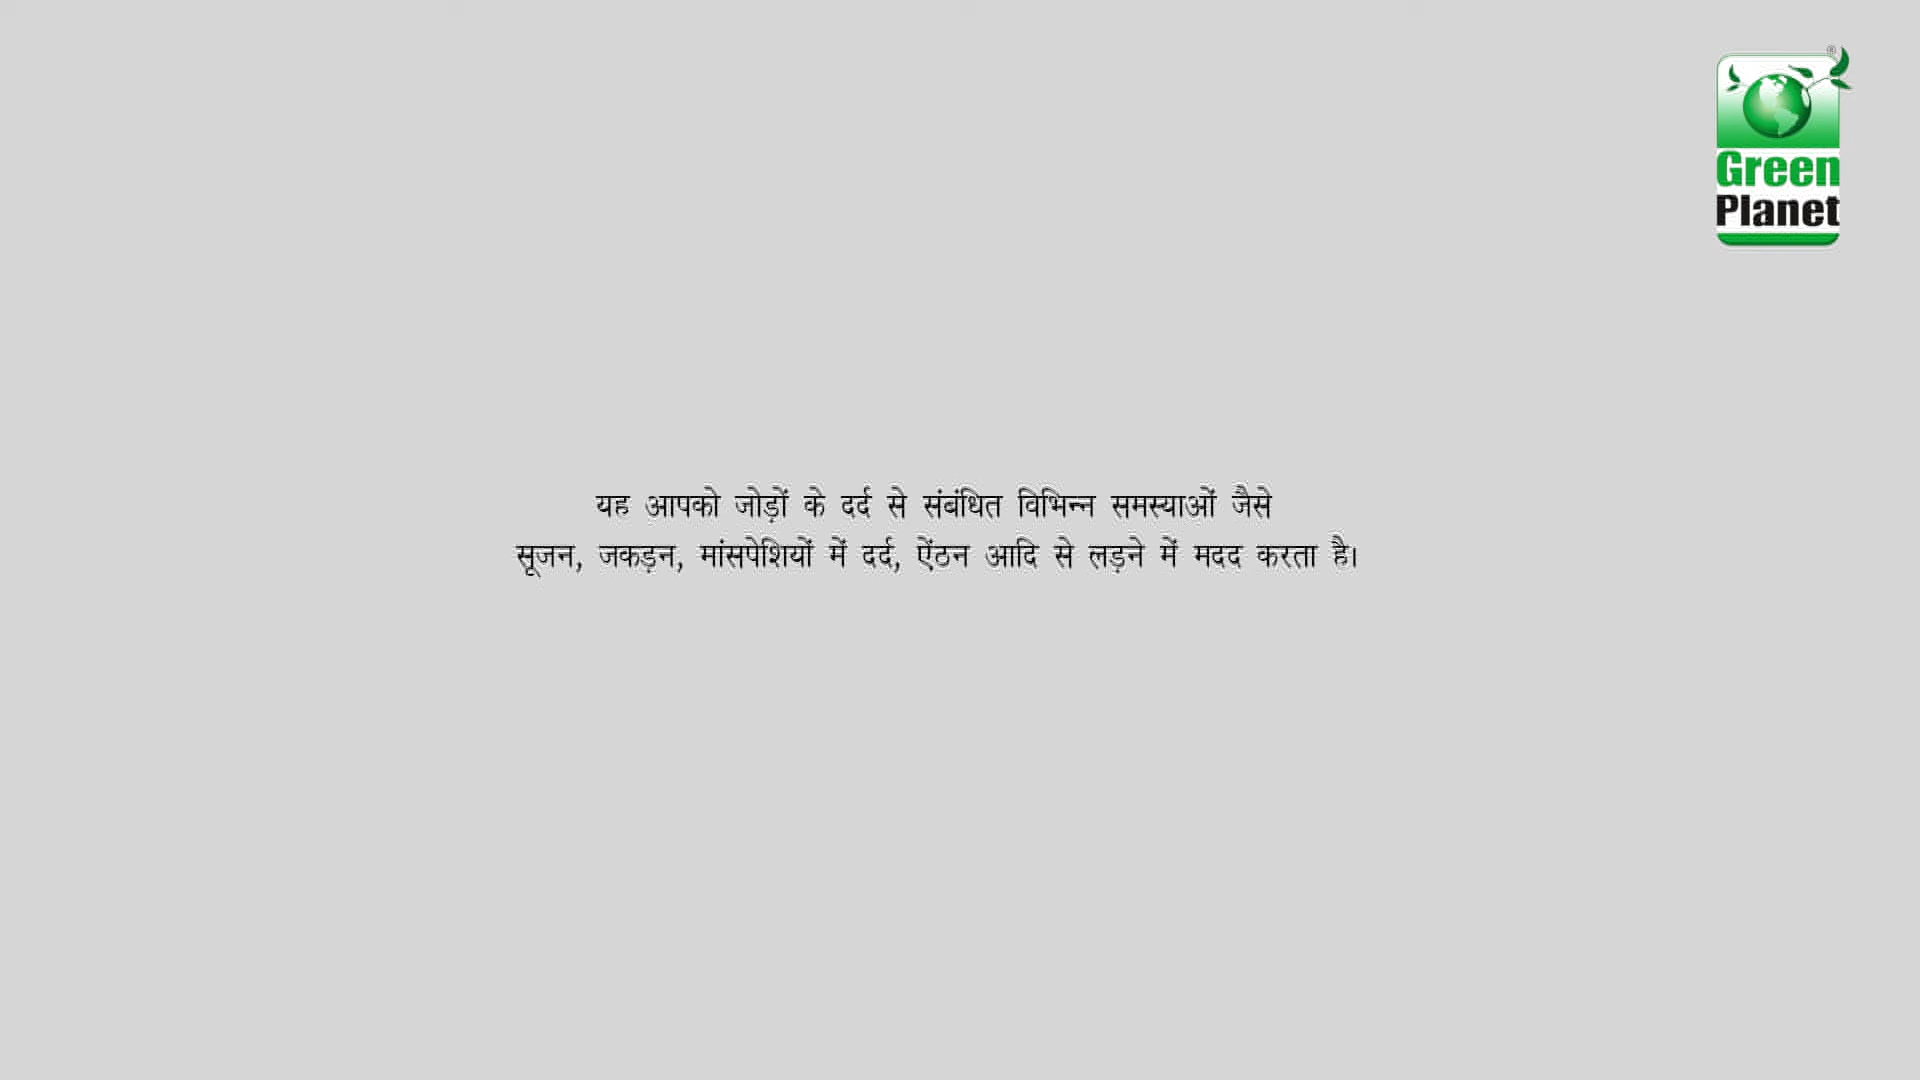 ®
Green
Planet
यह आपको जोड़ों के दर्द से संबंधित विभिन्न समस्याओं जैसे
सूजन, जकड़न, मांसपेशियों में दर्द, ऐंठन आदि से लड़ने में मदद करता है।